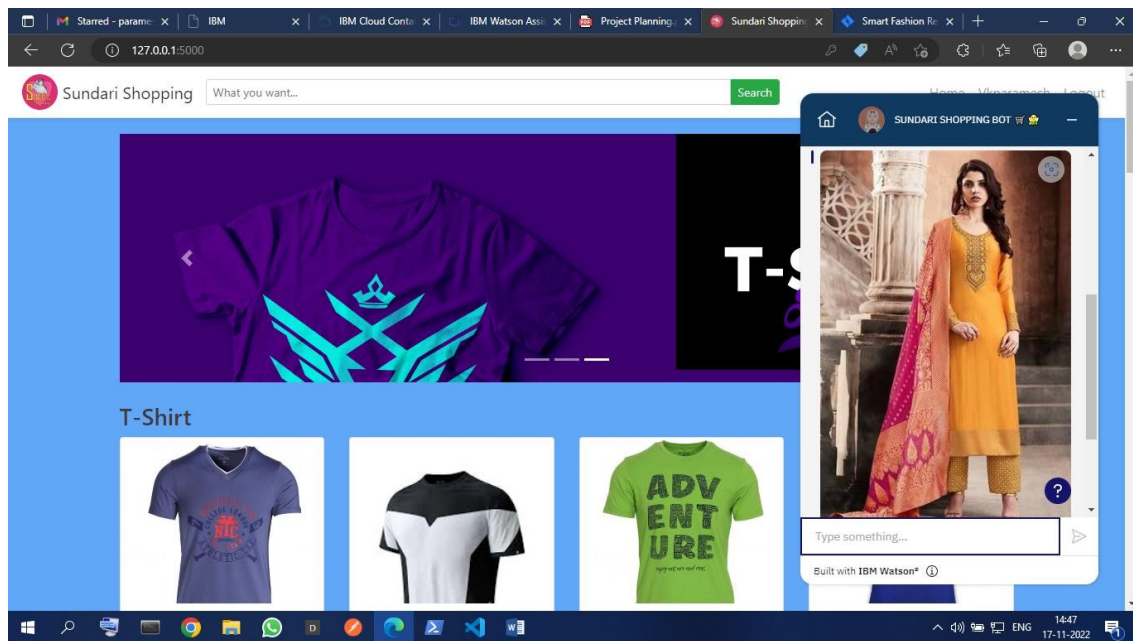 Starred - parame
IBM
IBM Cloud Conta
IBM Watson Assis
Project Planning.
Sundari Shopping
Smart Fashion Re
127.0.0.1:5000
Sundari Shopping
What you want...
Search
Home Vkparamesh Logout
SUNDARI SHOPPING BOT
T-S
T-Shirt
NIC
ADV
ENT
URE
?
Type something...
Built with IBM Watson®
ENG
14:47
17-11-2022